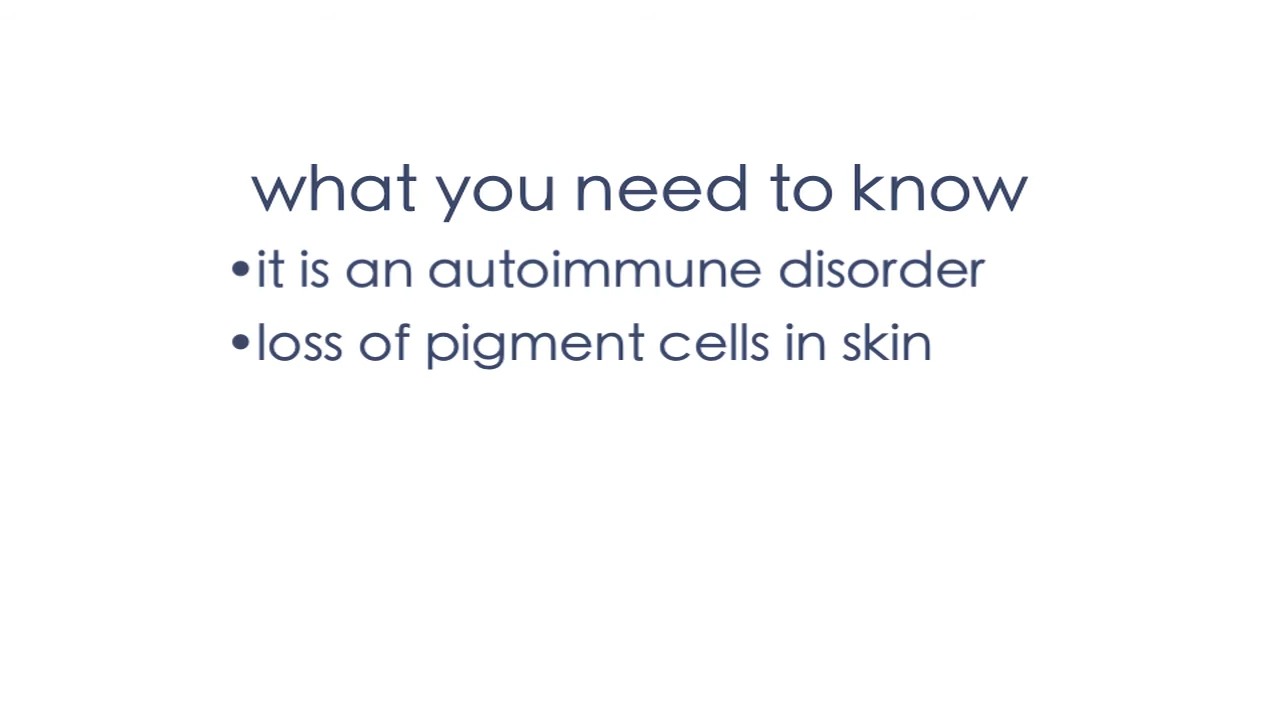 what you need to know
•it is an autoimmune disorder
•loss of pigment cells in skin